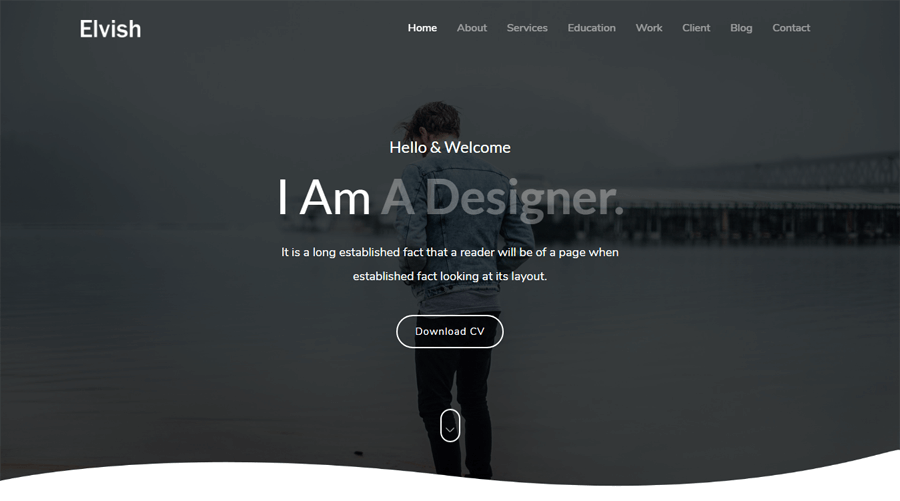 Elvish
Home About Services Education Work Client Blog Contact
Hello & Welcome
I Am A Designer.
It is a long established fact that a reader will be of a page when
established fact looking at its layout.
Download CV